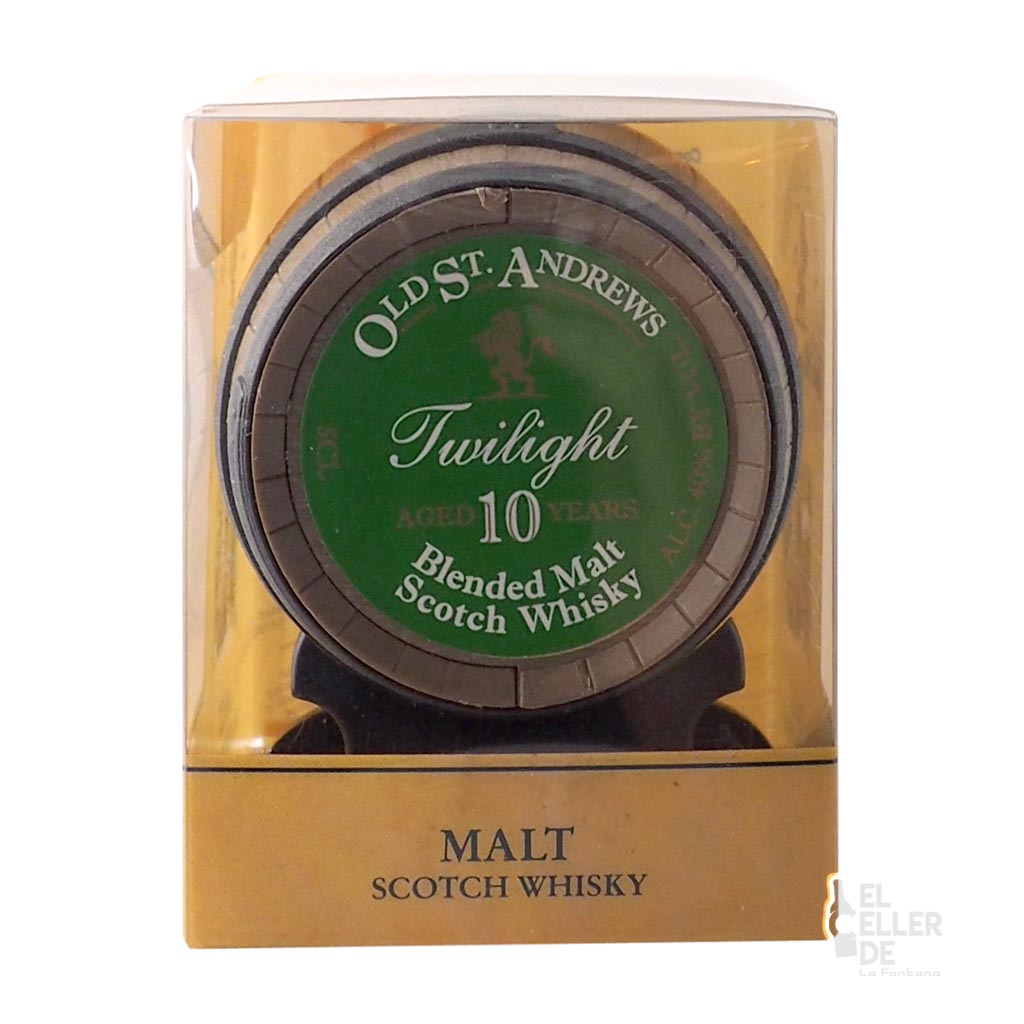 OLD ST. ANDREWS
Twilight
AGED 10 YEARS
Blended Malt
Scotch Whisky
5CL
ALC. 40% BY VOL.
MALT
SCOTCH WHISKY
EL
CELLER
DE
La Fontana